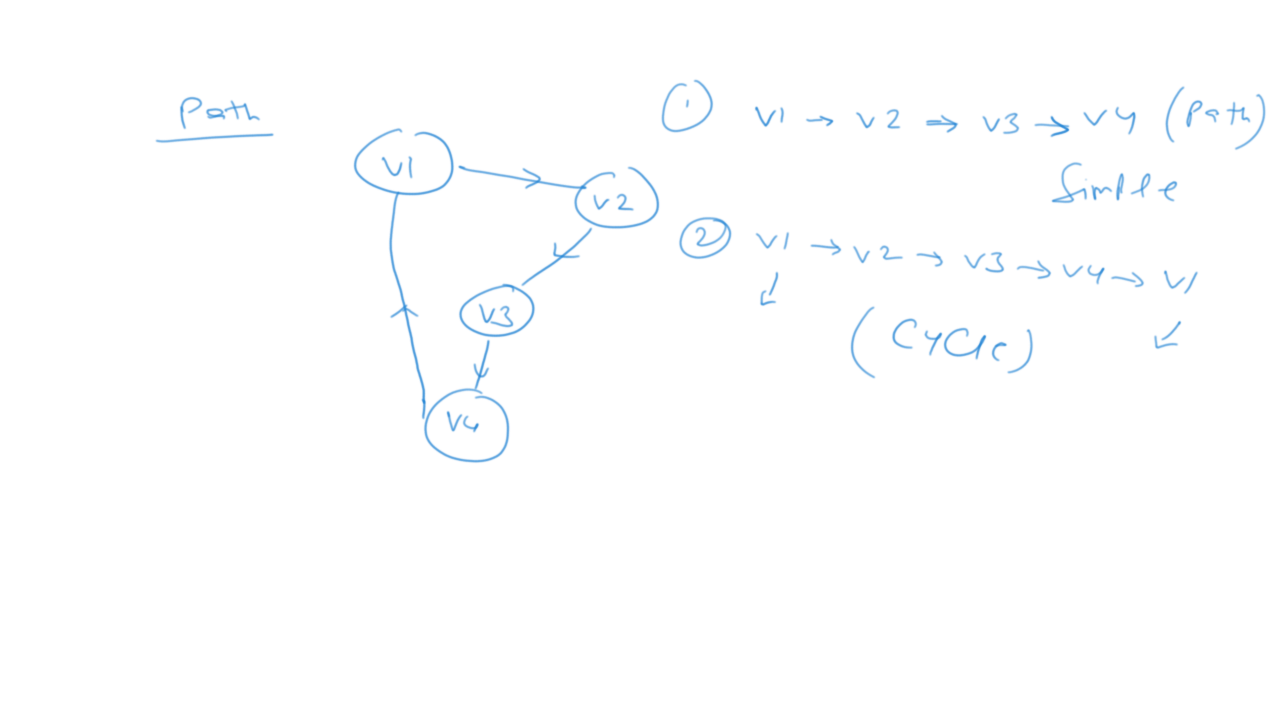 Path
V1
V2
V3
V4
① V1 → V2 → V3 → V4 (Path)
Simple
② V1 → V2 → V3 → V4 → V1
(CYCle)